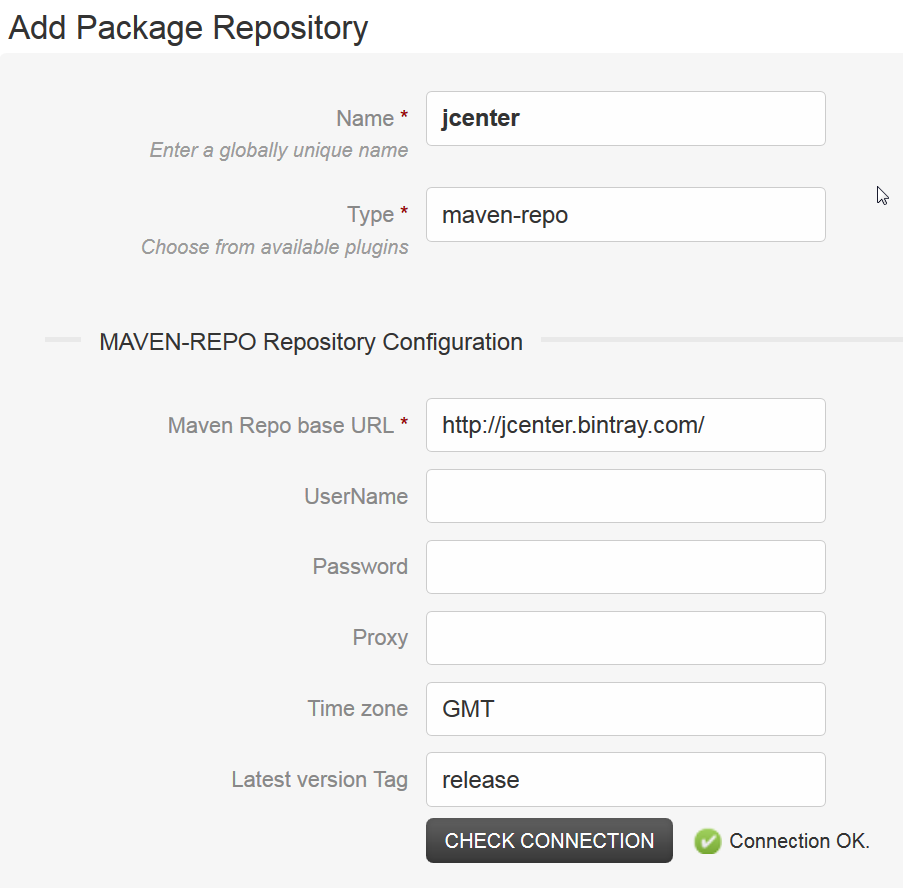 Add Package Repository
Name * jcenter
Enter a globally unique name
Type * maven-repo
Choose from available plugins
MAVEN-REPO Repository Configuration
Maven Repo base URL * http://jcenter.bintray.com/
UserName
Password
Proxy
Time zone GMT
Latest version Tag release
CHECK CONNECTION Connection OK.